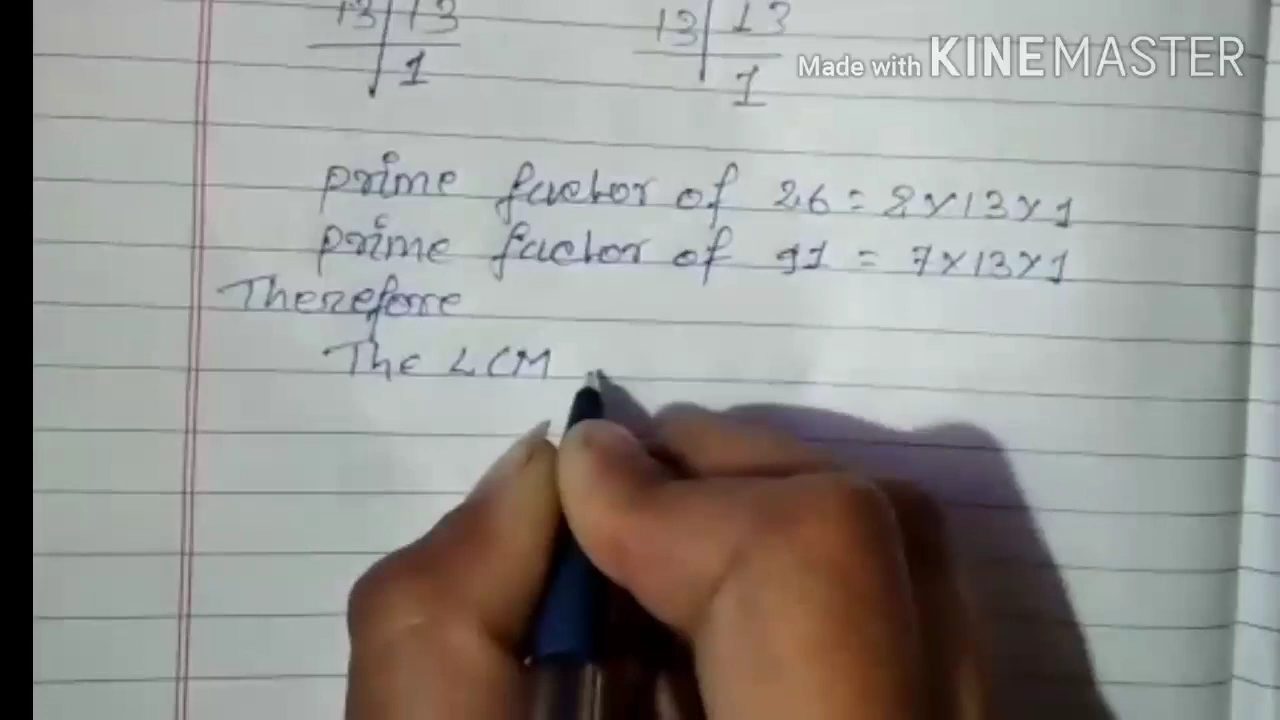 13 13 13 13
1 1
Made with KINEMASTER
prime factor of 26 = 2×13×1
prime factor of 91 = 7×13×1
Therefore
The LCM